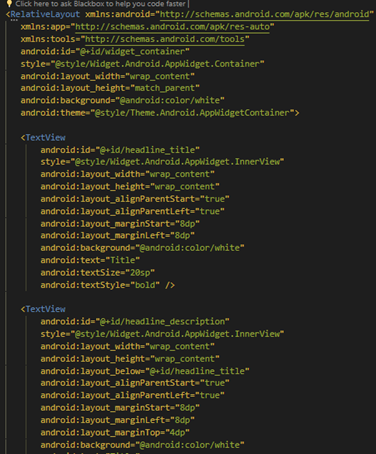 Click here to ask Blackbox to help you code faster |
<RelativeLayout xmlns:android="http://schemas.android.com/apk/res/android"
xmlns:app="http://schemas.android.com/apk/res-auto"
xmlns:tools="http://schemas.android.com/tools"
android:id="@+id/widget_container"
style="@style/Widget.Android.AppWidget.Container"
android:layout_width="wrap_content"
android:layout_height="match_parent"
android:background="@android:color/white"
android:theme="@style/Theme.Android.AppWidgetContainer">
<TextView
android:id="@+id/headline_title"
style="@style/Widget.Android.AppWidget.InnerView"
android:layout_width="wrap_content"
android:layout_height="wrap_content"
android:layout_alignParentStart="true"
android:layout_alignParentLeft="true"
android:layout_marginStart="8dp"
android:layout_marginLeft="8dp"
android:background="@android:color/white"
android:text="Title"
android:textSize="20sp"
android:textStyle="bold" />
<TextView
android:id="@+id/headline_description"
style="@style/Widget.Android.AppWidget.InnerView"
android:layout_width="wrap_content"
android:layout_height="wrap_content"
android:layout_below="@+id/headline_title"
android:layout_alignParentStart="true"
android:layout_alignParentLeft="true"
android:layout_marginStart="8dp"
android:layout_marginLeft="8dp"
android:layout_marginTop="4dp"
android:background="@android:color/white"